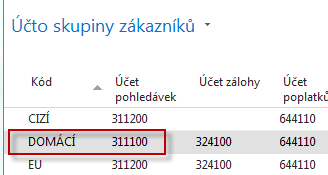 Účto skupiny zákazníků
Kód Účet pohledávek Účet zálohy Účet poplatků
CIZÍ 311200 644110
DOMÁCÍ 311100 324100 644110
EU 311200 324100 644110